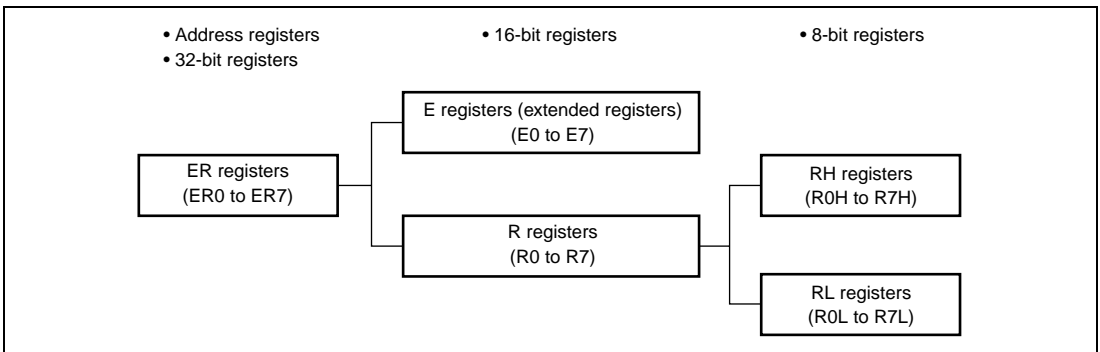 • Address registers
• 32-bit registers
• 16-bit registers
• 8-bit registers
E registers (extended registers)
(E0 to E7)
ER registers
(ER0 to ER7)
RH registers
(R0H to R7H)
R registers
(R0 to R7)
RL registers
(R0L to R7L)